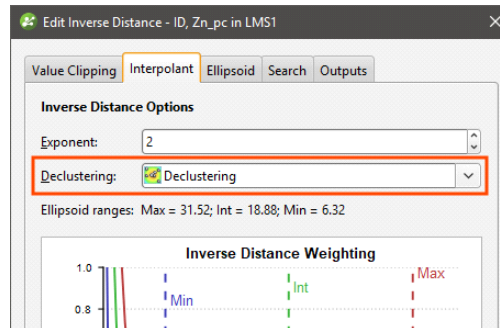 Edit Inverse Distance - ID, Zn_pc in LMS1
Value Clipping Interpolant Ellipsoid Search Outputs
Inverse Distance Options
Exponent: 2
Declustering: Declustering
Ellipsoid ranges: Max = 31.52; Int = 18.88; Min = 6.32
Inverse Distance Weighting
1.0
Max
Int
Min
0.8